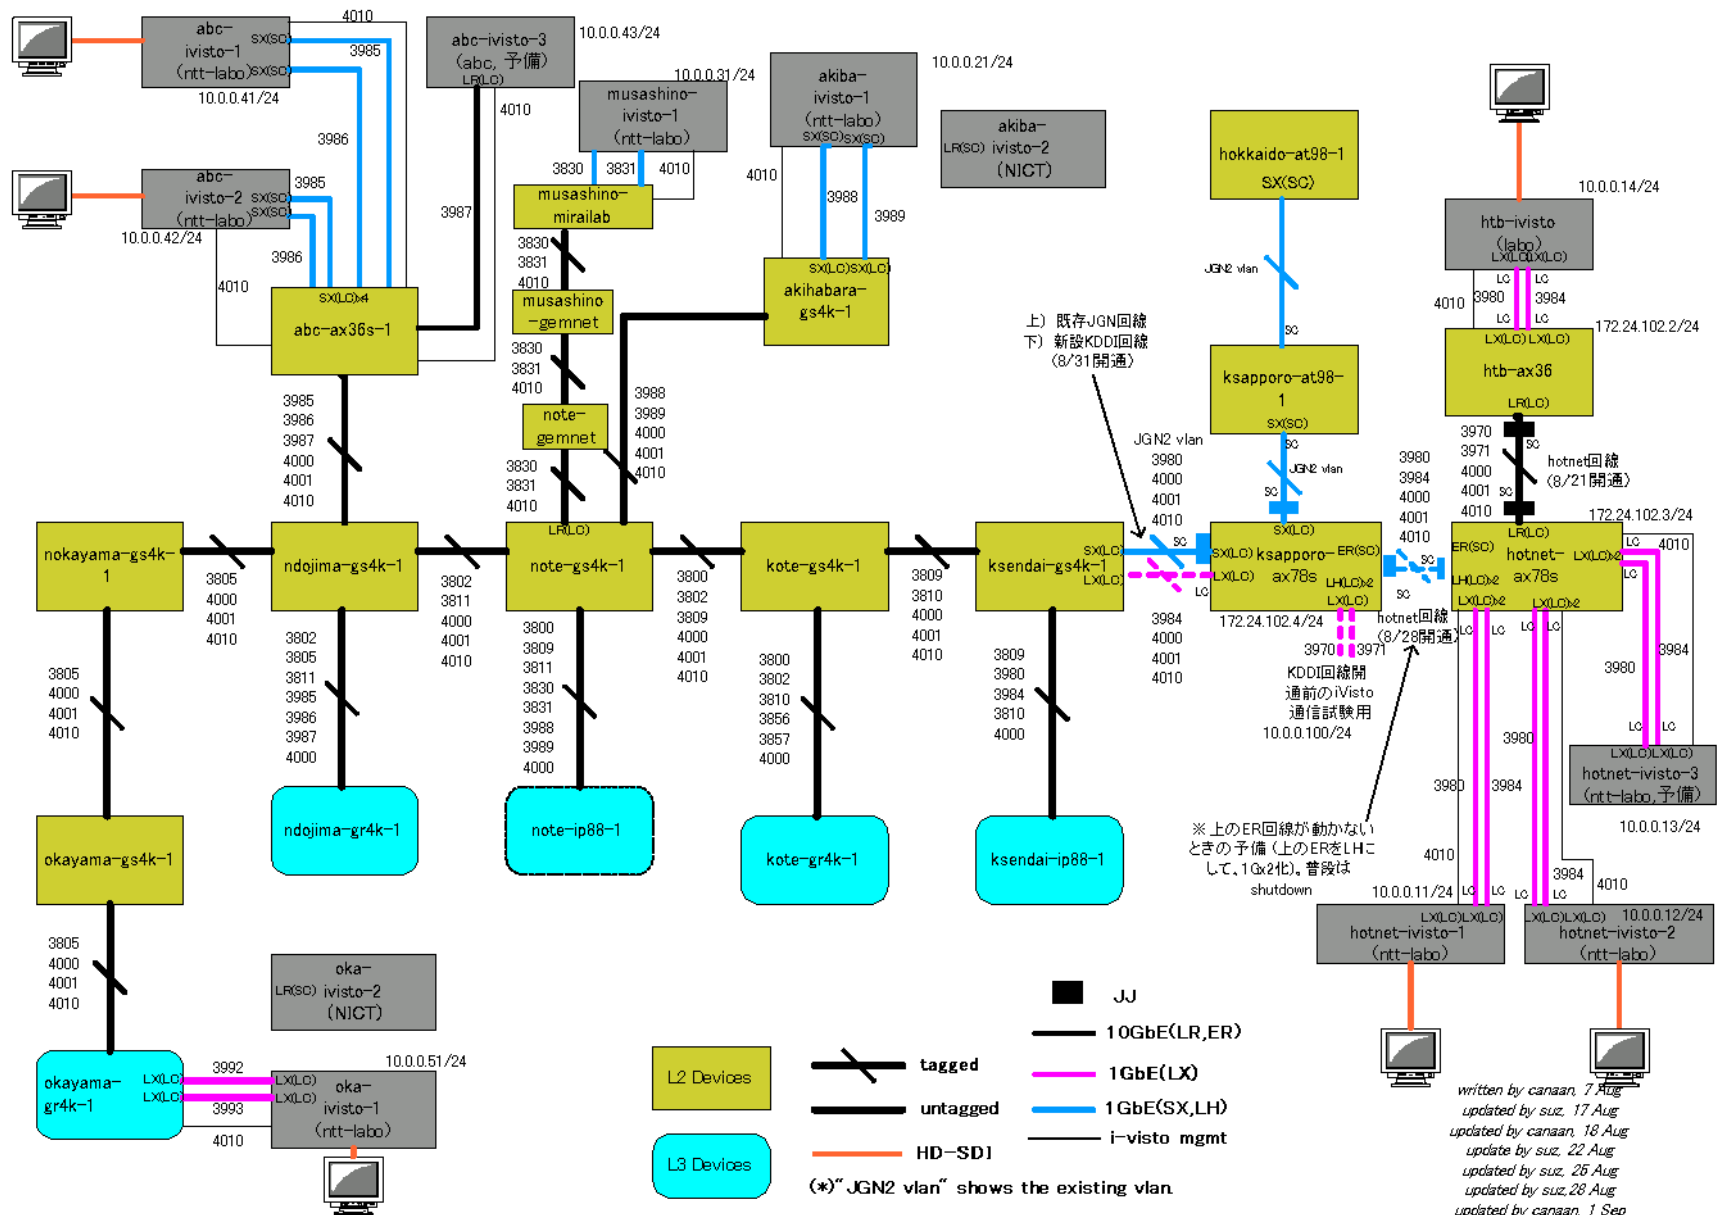 abc-
ivisto-1
(ntt-labo)
SX(SC)
SX(SC)
10.0.0.41/24
4010
3985
3986
abc-ivisto-3
(abc, 予備)
LR(LC)
10.0.0.43/24
4010
3987
musashino-
ivisto-1
(ntt-labo)
10.0.0.31/24
3830
3831
4010
akiba-
ivisto-1
(ntt-labo)
SX(SC)SX(SC)
10.0.0.21/24
4010
3988
3989
akiba-
LR(SC) ivisto-2
(NICT)
hokkaido-at98-1
SX(SC)
JGN2 vlan
SC
10.0.0.14/24
htb-ivisto
(labo)
LX(LC)LX(LC)
LC
LC
4010
3980
3984
LC
LC
172.24.102.2/24
LX(LC)LX(LC)
htb-ax36
LR(LC)
abc-
ivisto-2
(ntt-labo)
SX(SC)
SX(SC)
10.0.0.42/24
3985
3986
4010
SX(LC)x4
abc-ax36s-1
musashino-
mirailab
3830
3831
4010
musashino
-gemnet
3830
3831
4010
note-
gemnet
3830
3831
4010
SX(LC)SX(LC)
akihabara-
gs4k-1
3988
3989
4000
4001
4010
上) 既存JGN回線
下) 新設KDDI回線
(8/31開通)
ksapporo-at98-
1
SX(SC)
SC
JGN2 vlan
SC
3985
3986
3987
4000
4001
4010
JGN2 vlan
3980
4000
4001
4010
3980
3984
4000
4001
4010
3970
3971
4000
4001
4010
SC
SC
hotnet回線
(8/21開通)
172.24.102.3/24
nokayama-gs4k-
1
3805
4000
4001
4010
ndojima-gs4k-1
3802
3811
4000
4001
4010
LR(LC)
note-gs4k-1
3800
3802
3809
4000
4001
4010
kote-gs4k-1
3809
3810
4000
4001
4010
SX(LC)
ksendai-gs4k-1
LX(LC)
SC
LC
3984
4000
4001
4010
SX(LC)
SX(LC)
ksapporo-
ax78s
ER(SC)
LX(LC)
LH(LC)x2
LX(LC)
172.24.102.4/24
3970
3971
KDDI回線開
通前のiVisto
通信試験用
10.0.0.100/24
SC
SC
hotnet回線
(8/28開通)
LR(LC)
ER(SC)
hotnet-
ax78s
LX(LC)x2
LH(LC)x2
LX(LC)x2
LX(LC)x2
LC
LC
4010
LC
LC
LC
LC
3980
3984
LC
LC
LX(LC)LX(LC)
hotnet-ivisto-3
(ntt-labo,予備)
10.0.0.13/24
3805
4000
4001
4010
3802
3805
3811
3985
3986
3987
4000
3800
3809
3811
3830
3831
3988
3989
4000
3800
3802
3810
3856
3857
4000
3809
3980
3984
3810
4000
ndojima-gr4k-1
note-ip88-1
kote-gr4k-1
ksendai-ip88-1
okayama-gs4k-1
※上のER回線が動かない
ときの予備 (上のERをLHに
して、1Gx2化)。普段は
shutdown
3980
3984
4010
3980
3984
4010
10.0.0.11/24
LC
LC
LC
LC
LX(LC)LX(LC)
hotnet-ivisto-1
(ntt-labo)
LX(LC)LX(LC)
10.0.0.12/24
hotnet-ivisto-2
(ntt-labo)
3805
4000
4001
4010
oka-
LR(SC) ivisto-2
(NICT)
okayama-
gr4k-1
LX(LC)
LX(LC)
3992
3993
4010
10.0.0.51/24
LX(LC)
LX(LC)
oka-
ivisto-1
(ntt-labo)
L2 Devices
L3 Devices
tagged
untagged
HD-SDI
JJ
10GbE(LR,ER)
1GbE(LX)
1GbE(SX,LH)
i-visto mgmt
(*)"JGN2 vlan" shows the existing vlan.
written by canaan, 7 Aug
updated by suz, 17 Aug
updated by canaan, 18 Aug
update by suz, 22 Aug
updated by suz, 25 Aug
updated by suz,28 Aug
updated by canaan, 1 Sep